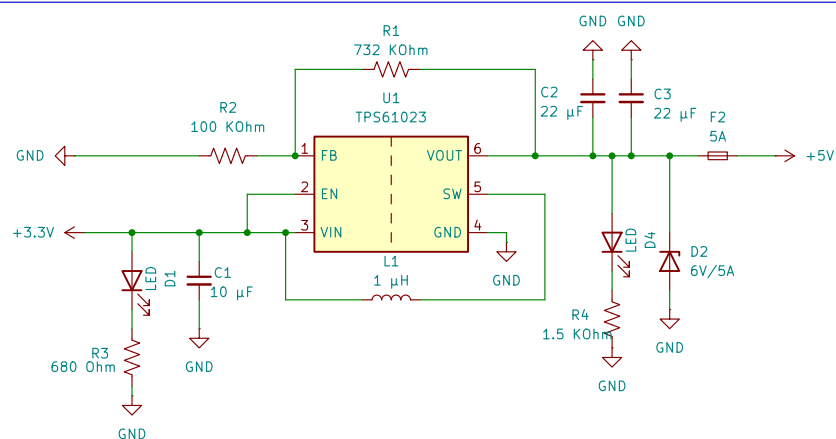 GND
GND
R1
732 KOhm
C2
22 µF
C3
22 µF
U1
TPS61023
R2
100 KOhm
F2
5A
GND
1
FB
VOUT
6
+5V
2
EN
SW
5
+3.3V
3
VIN
GND
4
LED
D4
D2
6V/5A
L1
1 µH
GND
LED
D1
C1
10 µF
R4
1.5 KOhm
R3
680 Ohm
GND
GND
GND
GND